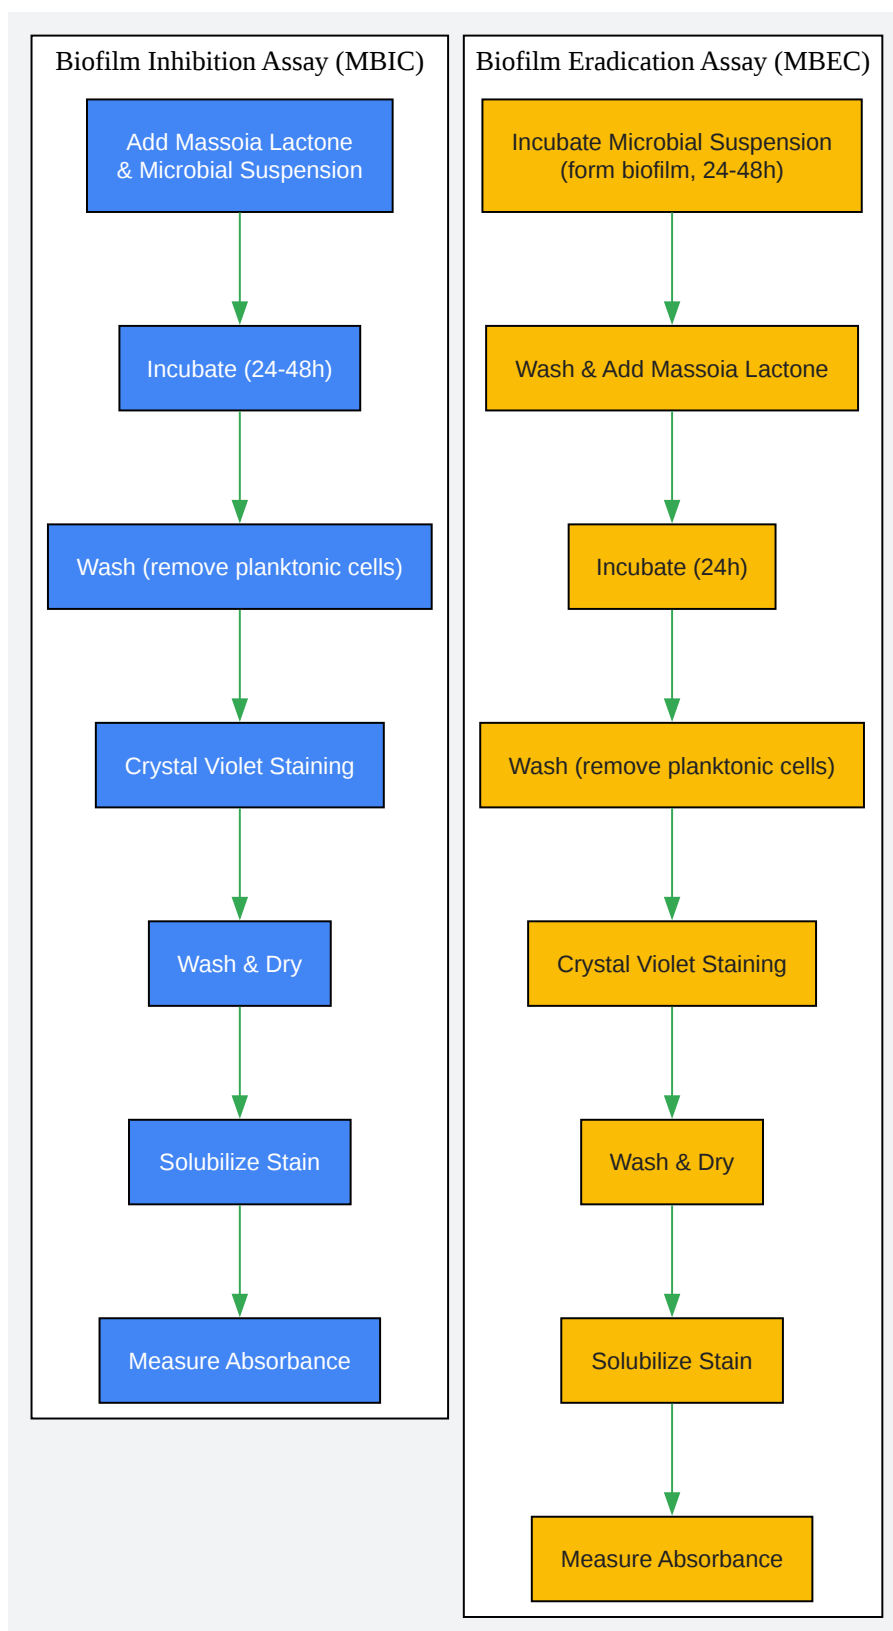 Biofilm Inhibition Assay (MBIC)
Add Massoia Lactone
& Microbial Suspension
Incubate (24-48h)
Wash (remove planktonic cells)
Crystal Violet Staining
Wash & Dry
Solubilize Stain
Measure Absorbance
Biofilm Eradication Assay (MBEC)
Incubate Microbial Suspension
(form biofilm, 24-48h)
Wash & Add Massoia Lactone
Incubate (24h)
Wash (remove planktonic cells)
Crystal Violet Staining
Wash & Dry
Solubilize Stain
Measure Absorbance